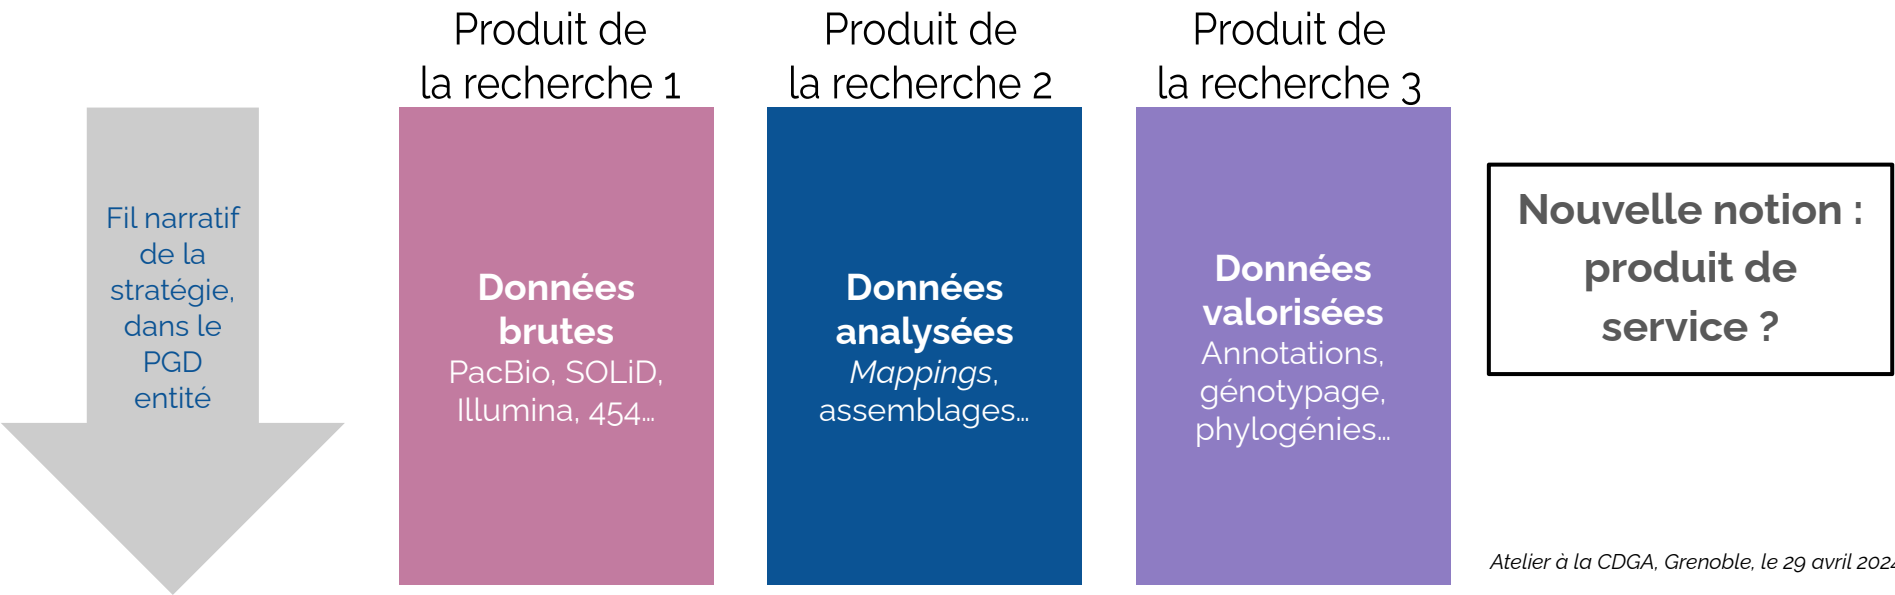 Produit de
la recherche 1
Produit de
la recherche 2
Produit de
la recherche 3
Fil narratif
de la
stratégie,
dans le
PGD
entité
Données
brutes
PacBio, SOLiD,
Illumina, 454…
Données
analysées
Mappings,
assemblages…
Données
valorisées
Annotations,
génotypage,
phylogénies…
Nouvelle notion :
produit de
service ?
Atelier à la CDGA, Grenoble, le 29 avril 2024